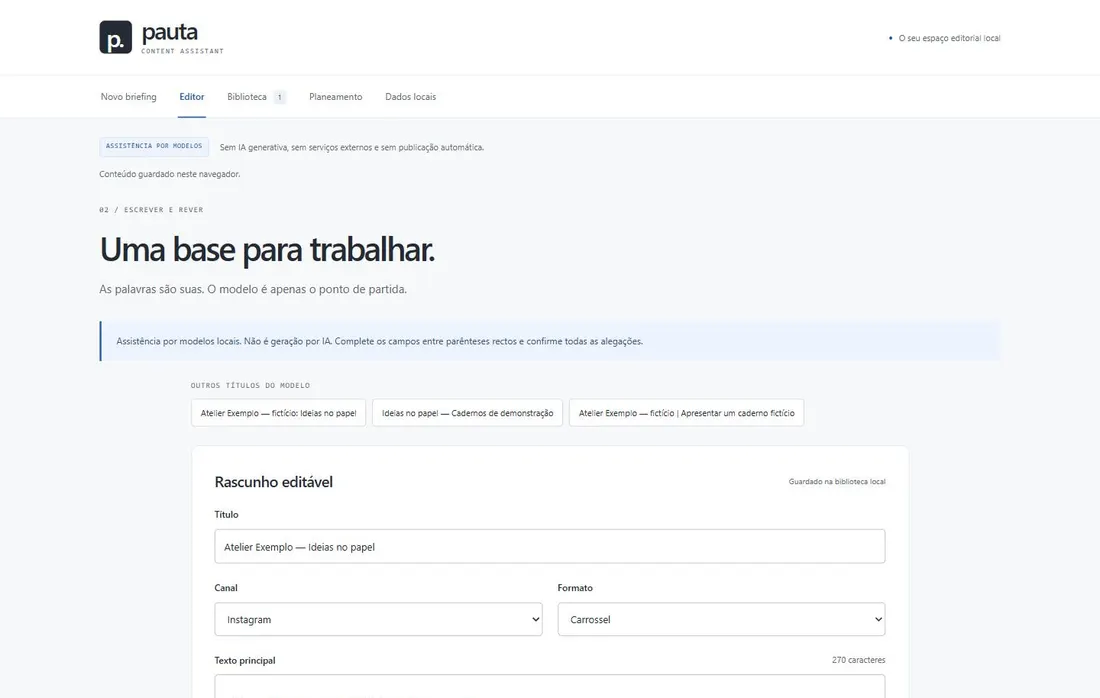 p.
pauta
CONTENT ASSISTANT
O seu espaço editorial local
Novo briefing
Editor
Biblioteca 1
Planeamento
Dados locais
ASSISTÊNCIA POR MODELOS
Sem IA generativa, sem serviços externos e sem publicação automática.
Conteúdo guardado neste navegador.
02 / ESCREVER E REVER
Uma base para trabalhar.
As palavras são suas. O modelo é apenas o ponto de partida.
Assistência por modelos locais. Não é geração por IA. Complete os campos entre parênteses rectos e confirme todas as alegações.
OUTROS TÍTULOS DO MODELO
Atelier Exemplo — fictício: Ideias no papel
Ideias no papel — Cadernos de demonstração
Atelier Exemplo — fictício | Apresentar um caderno fictício
Rascunho editável
Guardado na biblioteca local
Título
Atelier Exemplo — Ideias no papel
Canal
Formato
Instagram
Carrossel
Texto principal
270 caracteres